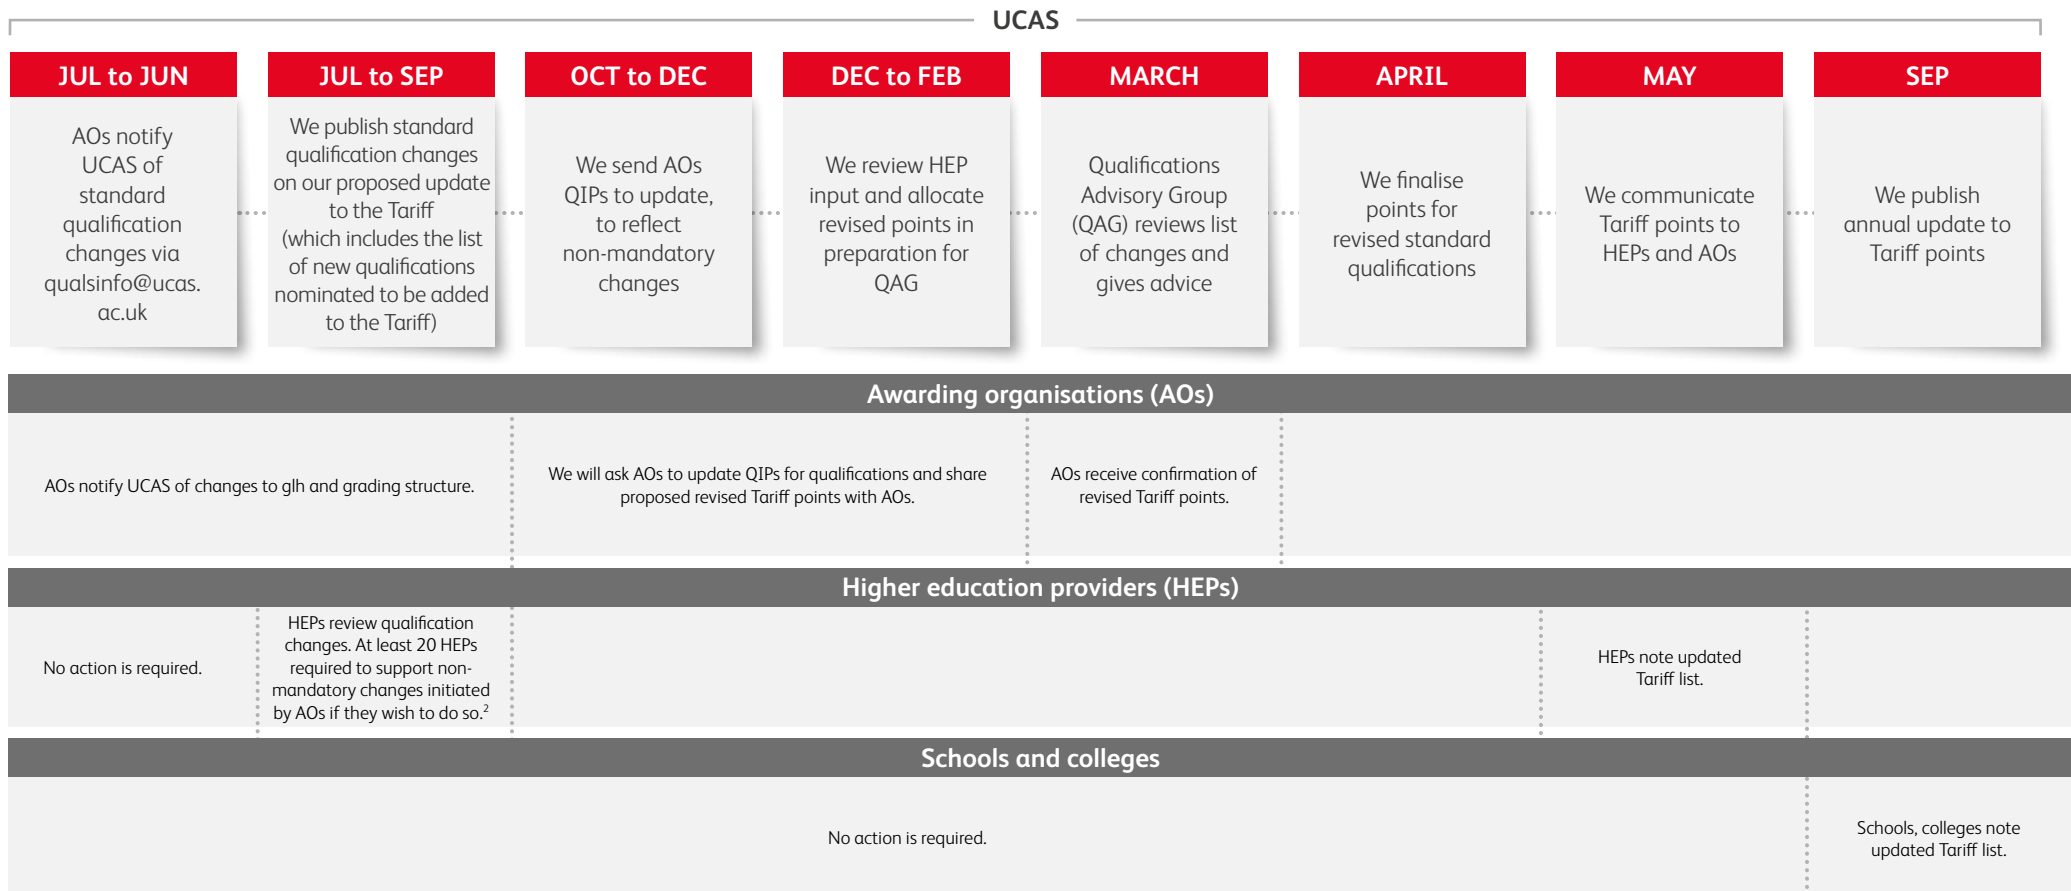 UCAS
JUL to JUN
AOs notify
UCAS of
standard
qualification
changes via
qualsinfo@ucas.
ac.uk
JUL to SEP
We publish standard
qualification changes
on our proposed update
to the Tariff
(which includes the list
of new qualifications
nominated to be added
to the Tariff)
OCT to DEC
We send AOs
QIPs to update,
to reflect
non-mandatory
changes
DEC to FEB
We review HEP
input and allocate
revised points in
preparation for
QAG
MARCH
Qualifications
Advisory Group
(QAG) reviews list
of changes and
gives advice
APRIL
We finalise
points for
revised standard
qualifications
MAY
We communicate
Tariff points to
HEPs and AOs
SEP
We publish
annual update to
Tariff points
Awarding organisations (AOs)
AOs notify UCAS of changes to glh and grading structure.
We will ask AOs to update QIPs for qualifications and share
proposed revised Tariff points with AOs.
AOs receive confirmation of
revised Tariff points.
Higher education providers (HEPs)
No action is required.
HEPs review qualification
changes. At least 20 HEPs
required to support non-
mandatory changes initiated
by AOs if they wish to do so.²
HEPs note updated
Tariff list.
Schools and colleges
No action is required.
Schools, colleges note
updated Tariff list.